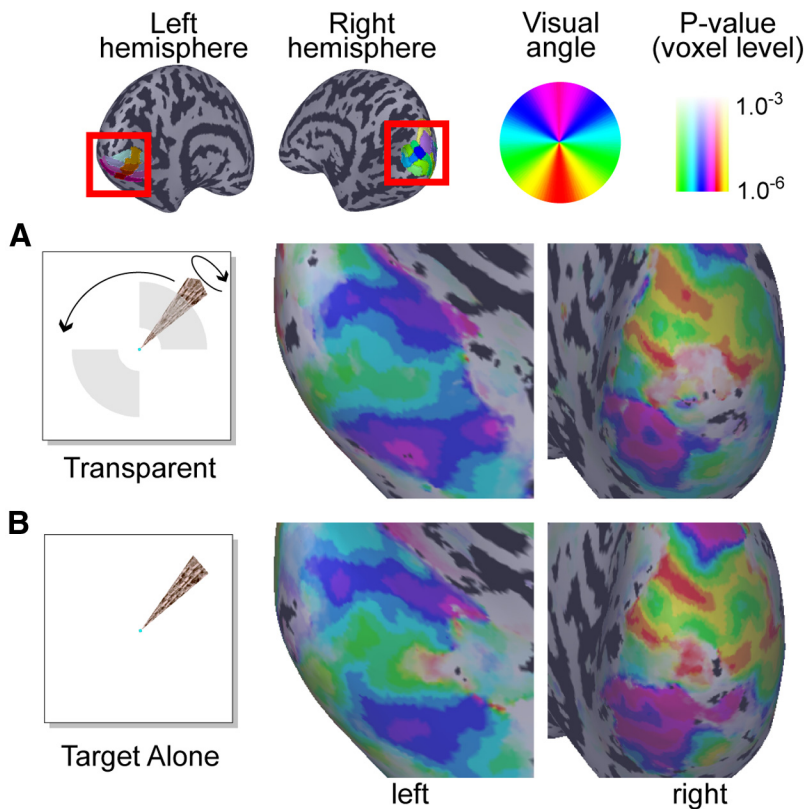 Left
hemisphere
Right
hemisphere
Visual
angle
P-value
(voxel level)
1.0⁻³
1.0⁻⁶
A
Transparent
B
Target Alone
left
right